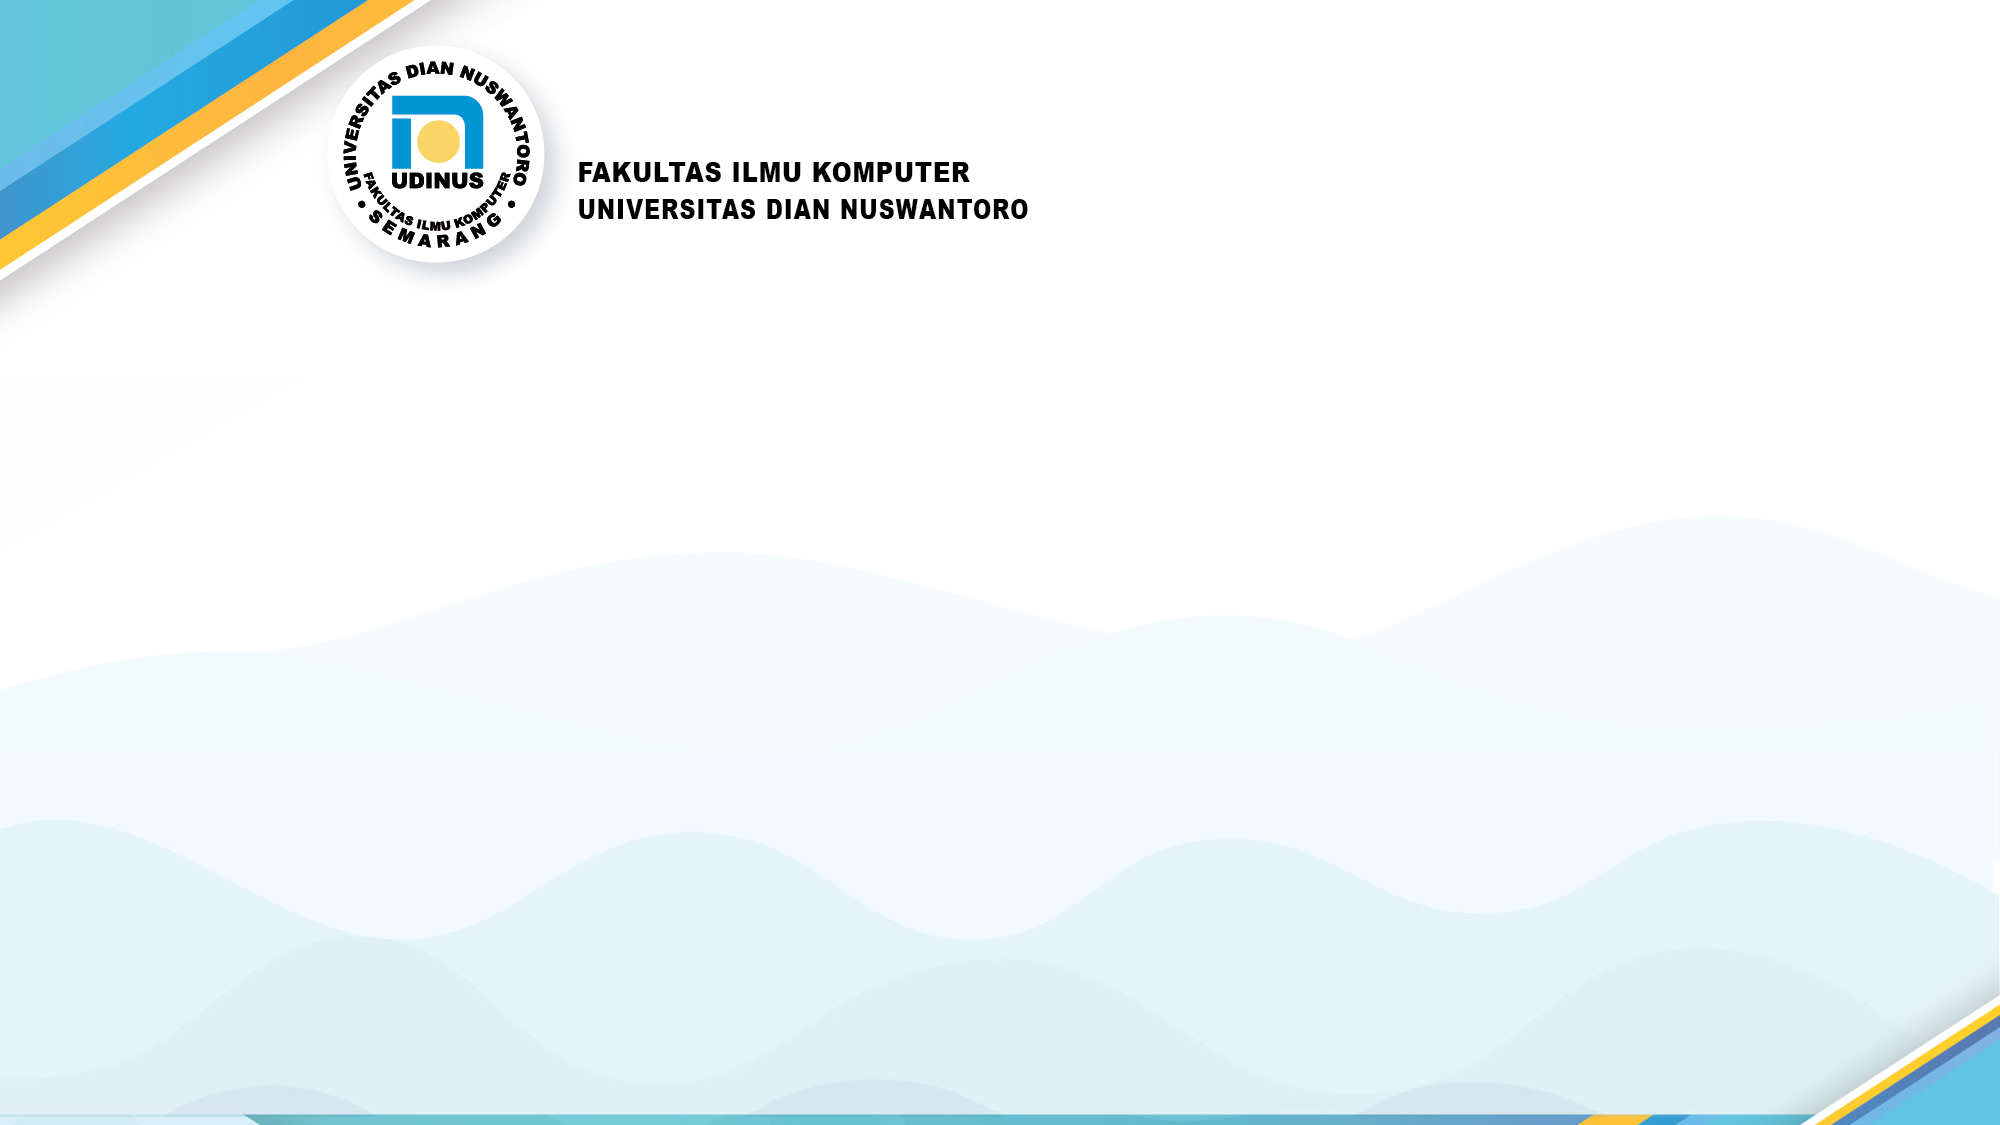 UNIVERSITAS DIAN NUSWANTORO
UDINUS
FAKULTAS ILMU KOMPUTER
• SEMARANG •
FAKULTAS ILMU KOMPUTER
UNIVERSITAS DIAN NUSWANTORO